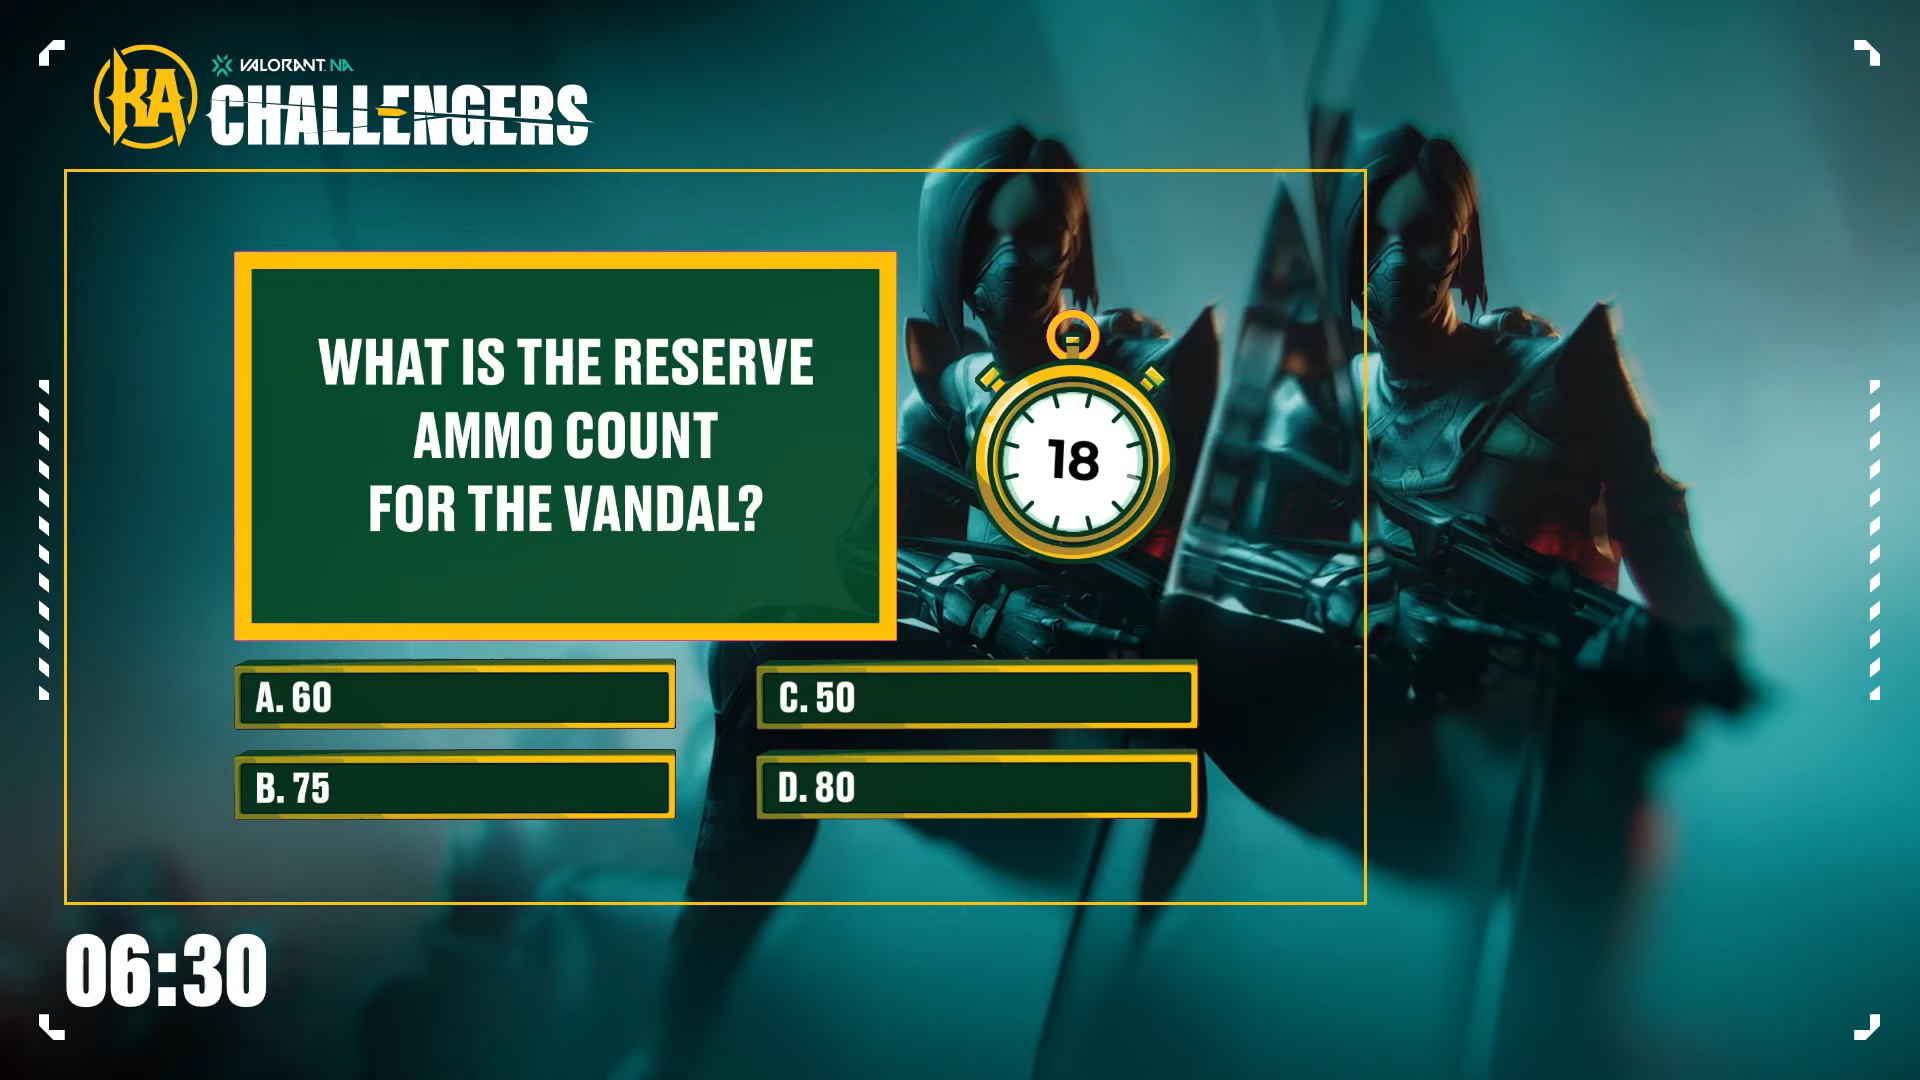 KA
VALORANT NA
CHALLENGERS
WHAT IS THE RESERVE
AMMO COUNT
FOR THE VANDAL?
18
A. 60
C. 50
B. 75
D. 80
06:30